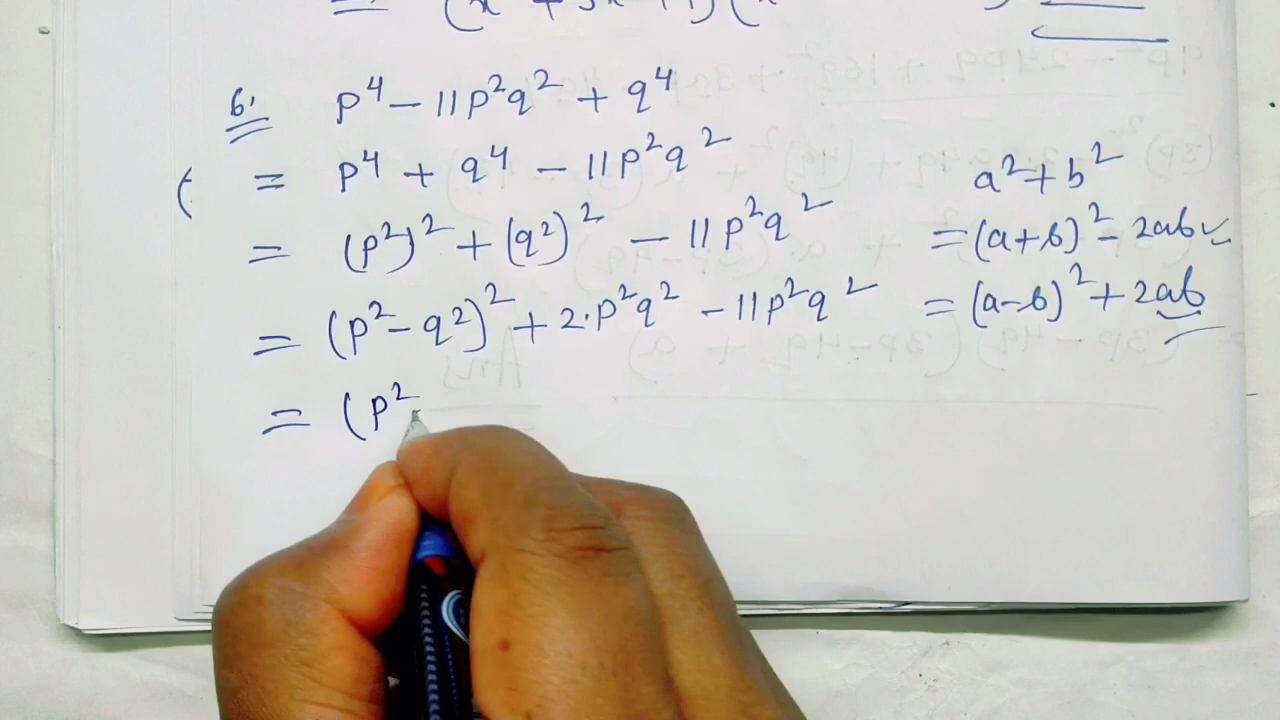 6. p⁴ - 11p²q² + q⁴
= p⁴ + q⁴ - 11p²q²
= (p²)² + (q²)² - 11p²q²
= (p² - q²)² + 2·p²q² - 11p²q²
= (p²
a² + b²
= (a+b)² - 2ab
= (a-b)² + 2ab